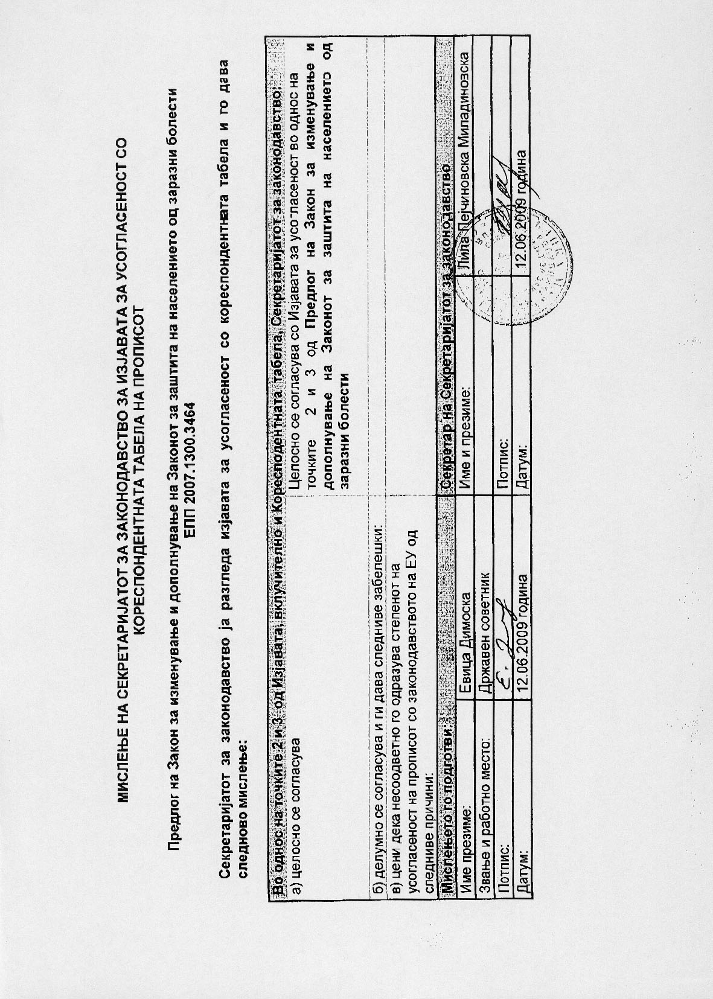 МИСЛЕЊЕ НА СЕКРЕТАРИЈАТОТ ЗА ЗАКОНОДАВСТВО ЗА ИЗЈАВАТА ЗА УСОГЛАСЕНОСТ СО
КОРЕСПОНДЕНТНАТА ТАБЕЛА НА ПРОПИСОТ
Предлог на Закон за изменување и дополнување на Законот за заштита на населението од заразни болести
ЕПП 2007.1300.3464
Секретаријатот за законодавство ја разгледа изјавата за усогласеност со кореспондентната табела и го дава
следново мислење:
Во однос на точките 2 и 3 од Изјавата, вклучително и Коресподентната табела, Секретаријатот за законодавство:
а) целосно се согласува
Целосно се согласува со Изјавата за усогласеност во однос на
точките 2 и 3 од Предлог на Закон за изменување и
дополнување на Законот за заштита на населението од
заразни болести
б) делумно се согласува и ги дава следниве забелешки:
в) цени дека несоодветно го одразува степенот на
усогласеност на прописот со законодавството на ЕУ од
следниве причини:
Мислењето го подготви:
Секретар на Секретаријатот за законодавство
Име презиме:
Евица Димоска
Име и презиме:
Лила Пејчиновска Миладиновска
Звање и работно место:
Државен советник
Потпис:
Потпис:
Датум:
12.06.2009 година
Датум:
12.06.2009 година